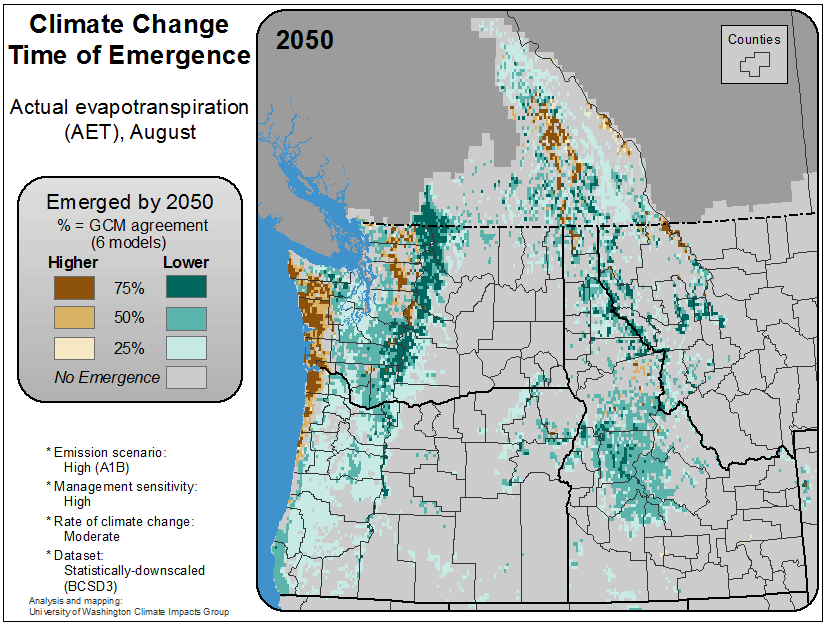 Climate Change
Time of Emergence
Actual evapotranspiration
(AET), August
Emerged by 2050
% = GCM agreement
(6 models)
Higher Lower
75%
50%
25%
No Emergence
* Emission scenario:
High (A1B)
* Management sensitivity:
High
* Rate of climate change:
Moderate
* Dataset:
Statistically-downscaled
(BCSD3)
Analysis and mapping:
University of Washington Climate Impacts Group
2050
Counties